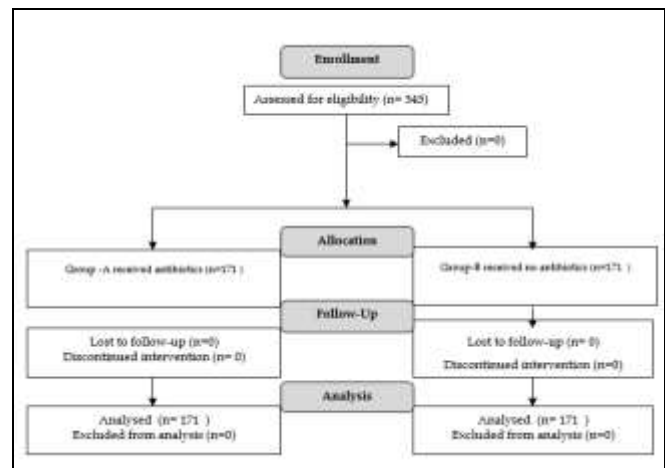 Enrollment
Assessed for eligibility (n= 343)
Excluded (n=0)
Allocation
Group -A received antibiotics (n=171 )
Group-B received no antibiotics (n=171 )
Follow-Up
Lost to follow-up (n=0)
Discontinued intervention (n= 0)
Lost to follow-up (n= 0)
Discontinued intervention (n=0)
Analysis
Analysed (n= 171 )
Excluded from analysis (n=0)
Analysed (n= 171 )
Excluded from analysis (n=0)